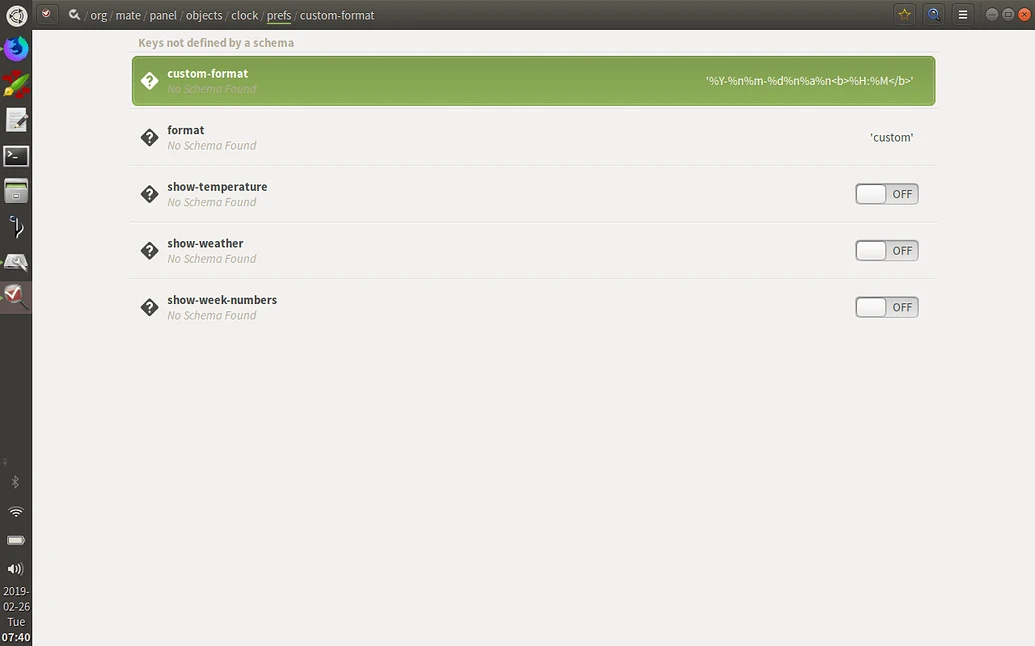 / org / mate / panel / objects / clock / prefs / custom-format
Keys not defined by a schema
custom-format
No Schema Found
'%Y-%n%m-%d%n%a%n<b>%H:%M</b>'
format
No Schema Found
'custom'
show-temperature
No Schema Found
OFF
show-weather
No Schema Found
OFF
show-week-numbers
No Schema Found
OFF
2019-
02-26
Tue
07:40